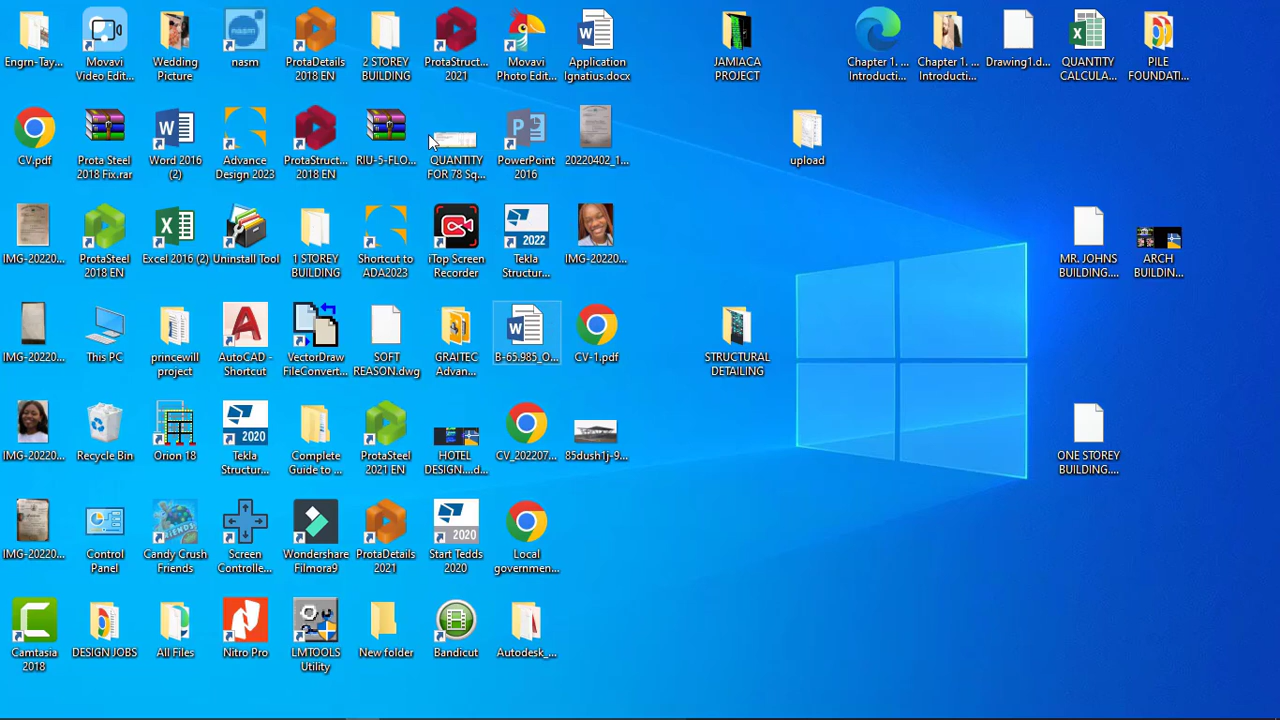 Engrn-Tay...
Movavi
Video Edit...
Wedding
Picture
nasm
nasm
ProtaDetails
2018 EN
2 STOREY
BUILDING
ProtaStruct...
2021
Movavi
Photo Edit...
Application
Ignatius.docx
JAMIACA
PROJECT
Chapter 1. ...
Introducti...
Chapter 1. ...
Introducti...
Drawing1.d...
QUANTITY
CALCULA...
PILE
FOUNDATI...
CV.pdf
Prota Steel
2018 Fix.rar
Word 2016
(2)
Advance
Design 2023
ProtaStruct...
2018 EN
RIU-5-FLO...
QUANTITY
FOR 78 Sq...
PowerPoint
2016
20220402_1...
upload
IMG-20220...
ProtaSteel
2018 EN
Excel 2016 (2)
Uninstall Tool
1 STOREY
BUILDING
Shortcut to
ADA2023
iTop Screen
Recorder
2022
Tekla
Structur...
IMG-20220...
MR. JOHNS
BUILDING....
ARCH
BUILDIN...
IMG-20220...
This PC
princewill
project
AutoCAD -
Shortcut
VectorDraw
FileConvert...
SOFT
REASON.dwg
GRAITEC
Advan...
B-65.985_O...
CV-1.pdf
STRUCTURAL
DETAILING
IMG-20220...
Recycle Bin
Orion 18
2020
Tekla
Structur...
Complete
Guide to ...
ProtaSteel
2021 EN
HOTEL
DESIGN....d...
CV_202207...
85dush1j-9...
ONE STOREY
BUILDING....
IMG-20220...
Control
Panel
Candy Crush
Friends
Screen
Controlle...
Wondershare
Filmora9
ProtaDetails
2021
2020
Start Tedds
2020
Local
governmen...
Camtasia
2018
DESIGN JOBS
All Files
Nitro Pro
LMTOOLS
Utility
New folder
Bandicut
Autodesk_...